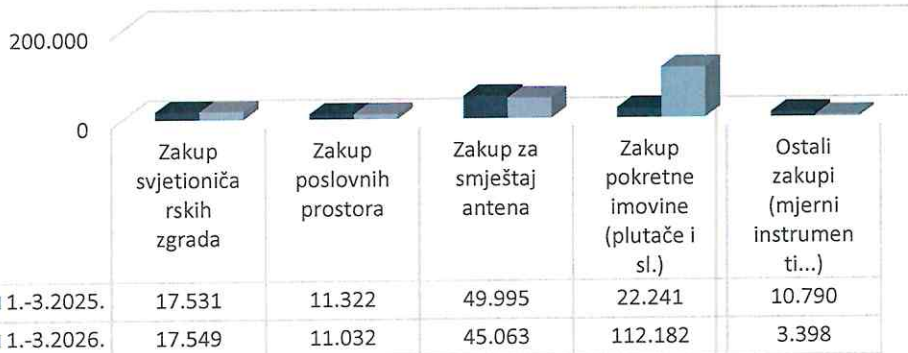 200.000
0
Zakup svjetioniča rskih zgrada
Zakup poslovnih prostora
Zakup za smještaj antena
Zakup pokretne imovine (plutače i sl.)
Ostali zakupi (mjerni instrumen ti...)
1.-3.2025. 17.531 11.322 49.995 22.241 10.790
1.-3.2026. 17.549 11.032 45.063 112.182 3.398